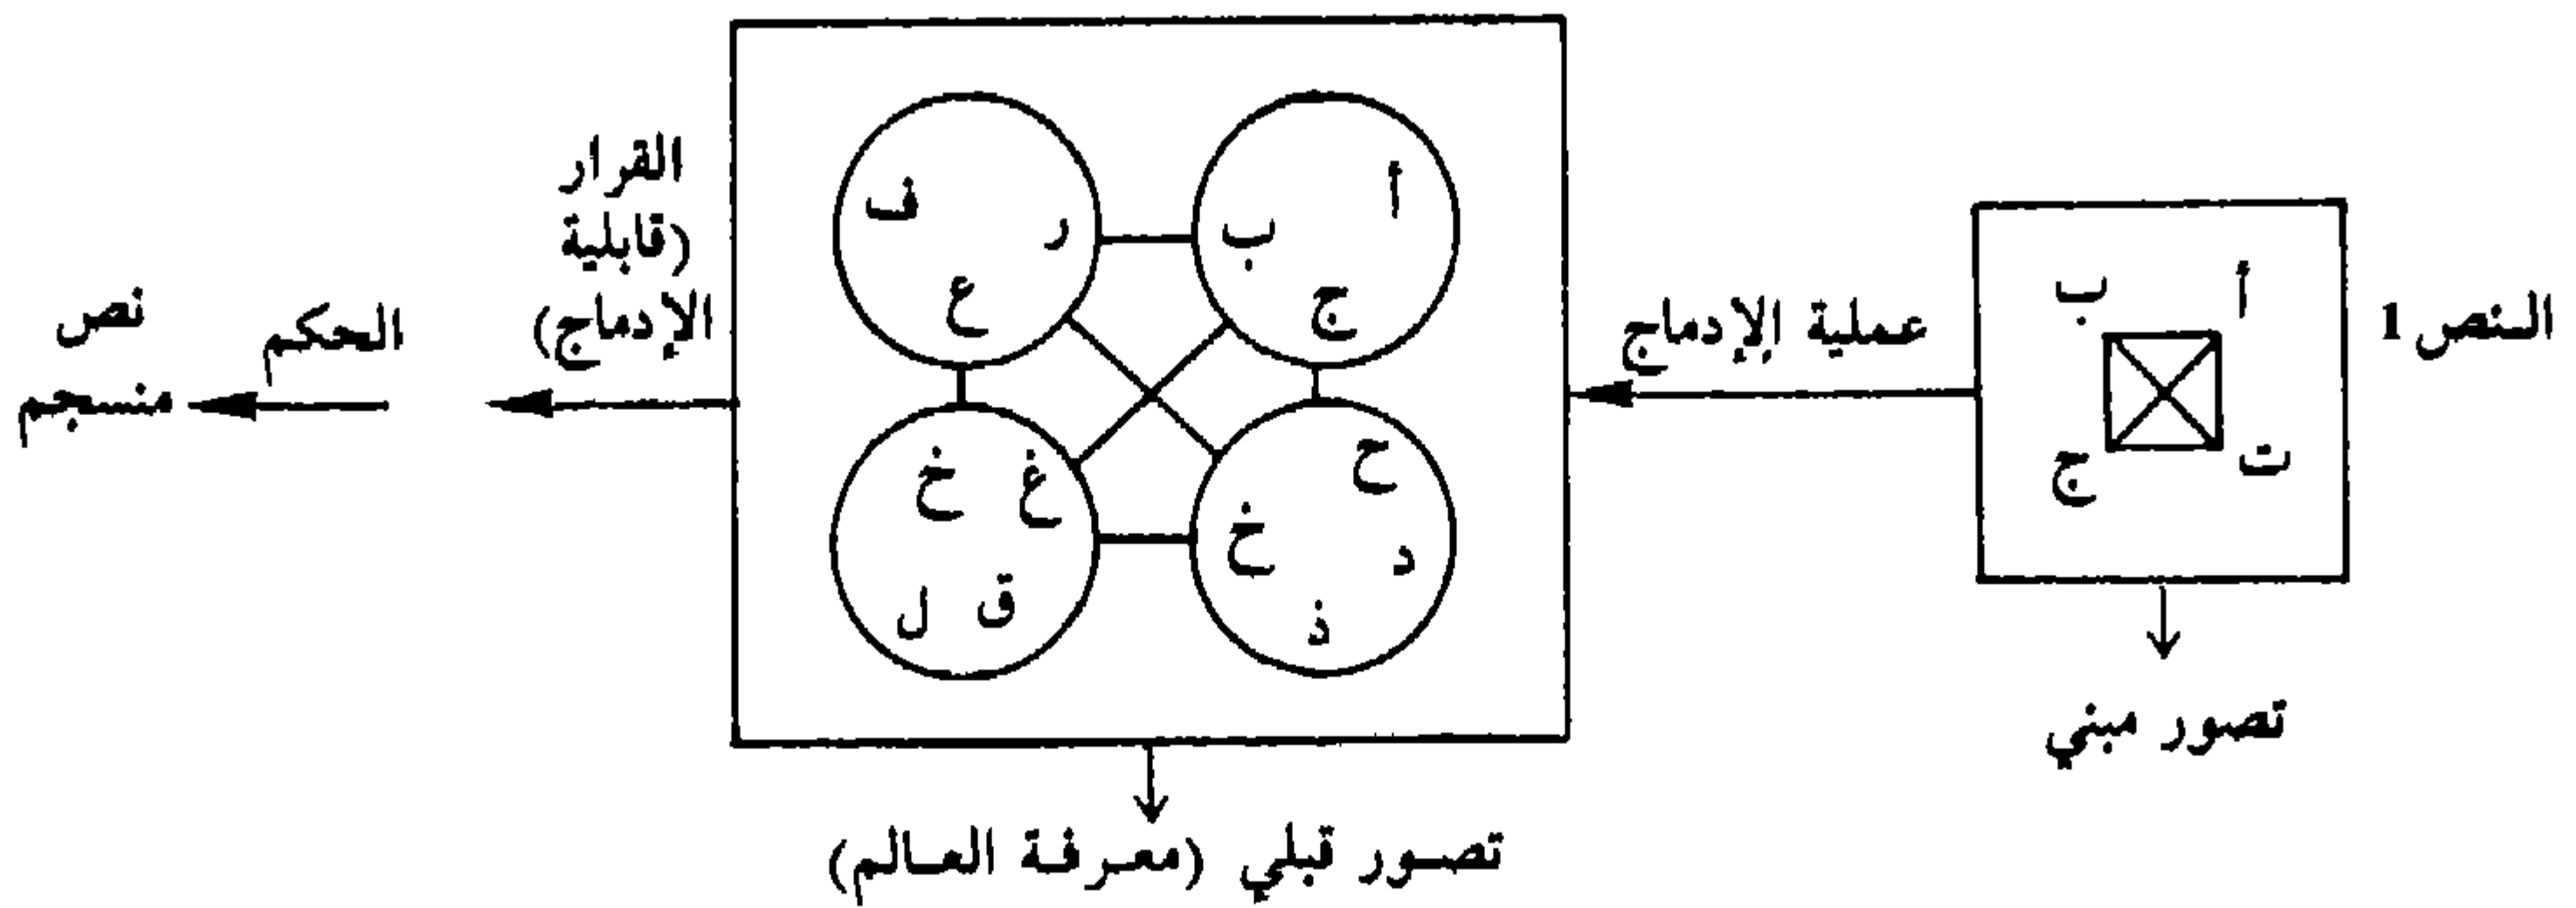 النص 1
أ
ب
ت
ج
تصور مبني
عملية الإدماج
أ
ب
ج
ف
ر
ع
ح
خ
د
ذ
خ
غ
ق
ل
تصور قبلي (معرفة العالم)
القرار
(قابلية
الإدماج)
الحكم
نص
منسجم